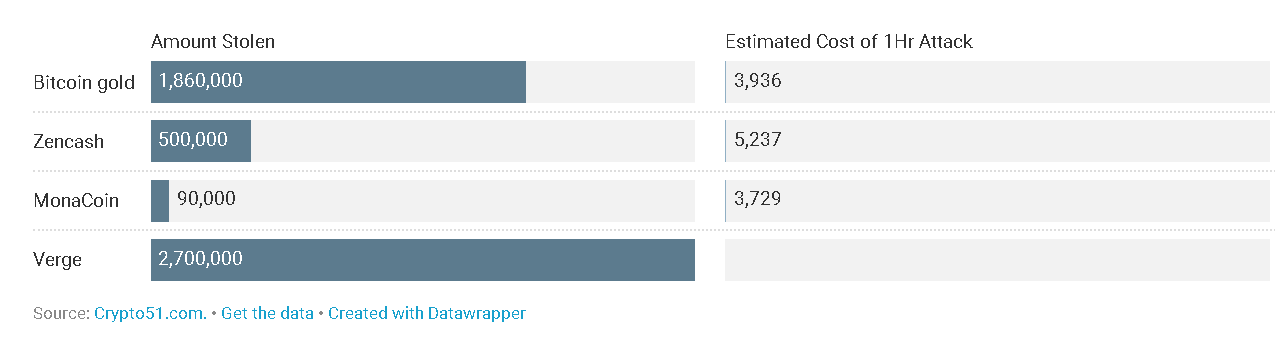 Amount Stolen Estimated Cost of 1Hr Attack
Bitcoin gold 1,860,000 3,936
Zencash 500,000 5,237
MonaCoin 90,000 3,729
Verge 2,700,000
Source: Crypto51.com. • Get the data • Created with Datawrapper